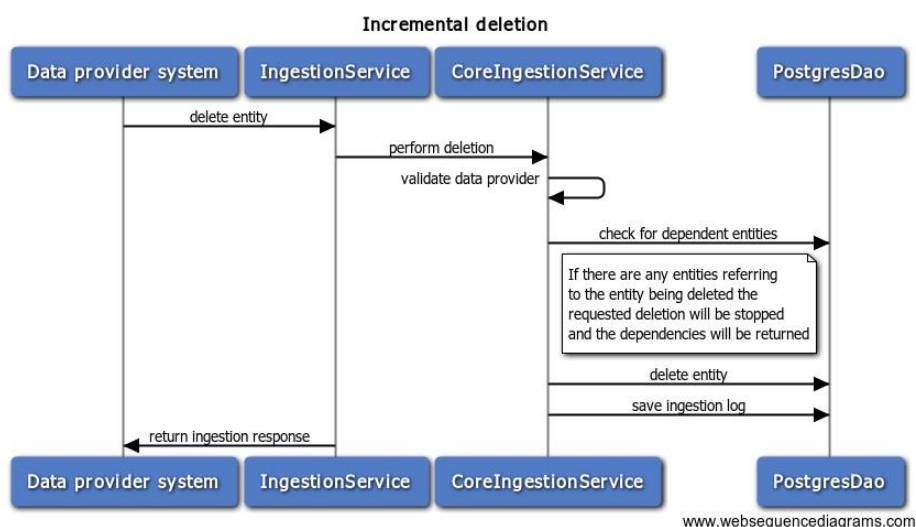 Incremental deletion
Data provider system
IngestionService
CoreIngestionService
PostgresDao
delete entity
perform deletion
validate data provider
check for dependent entities
If there are any entities referring
to the entity being deleted the
requested deletion will be stopped
and the dependencies will be returned
delete entity
save ingestion log
return ingestion response
Data provider system
IngestionService
CoreIngestionService
PostgresDao
www.websequencediagrams.com